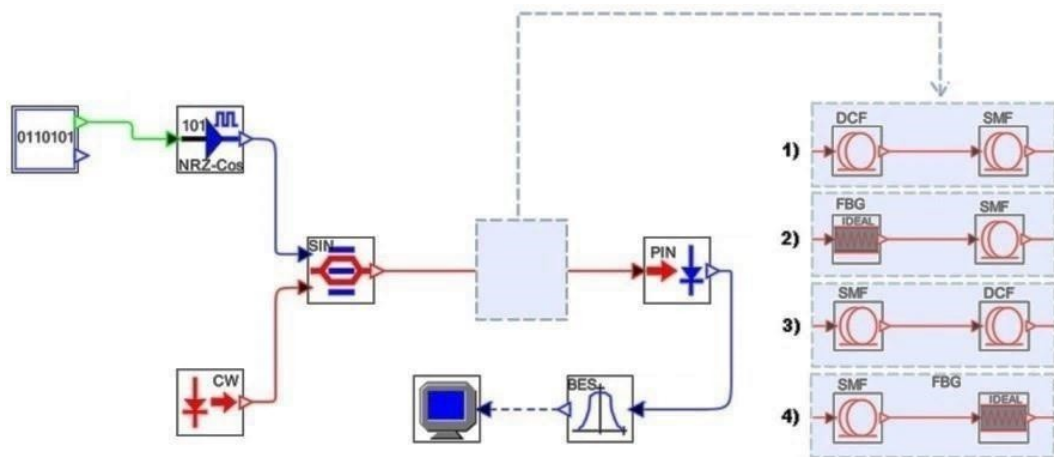 DCF SMF
1)
0110101
101
NRZ-Cos
FBG SMF
IDEAL
2)
SIN
PIN
SMF DCF
3)
CW
BES
SMF FBG
IDEAL
4)